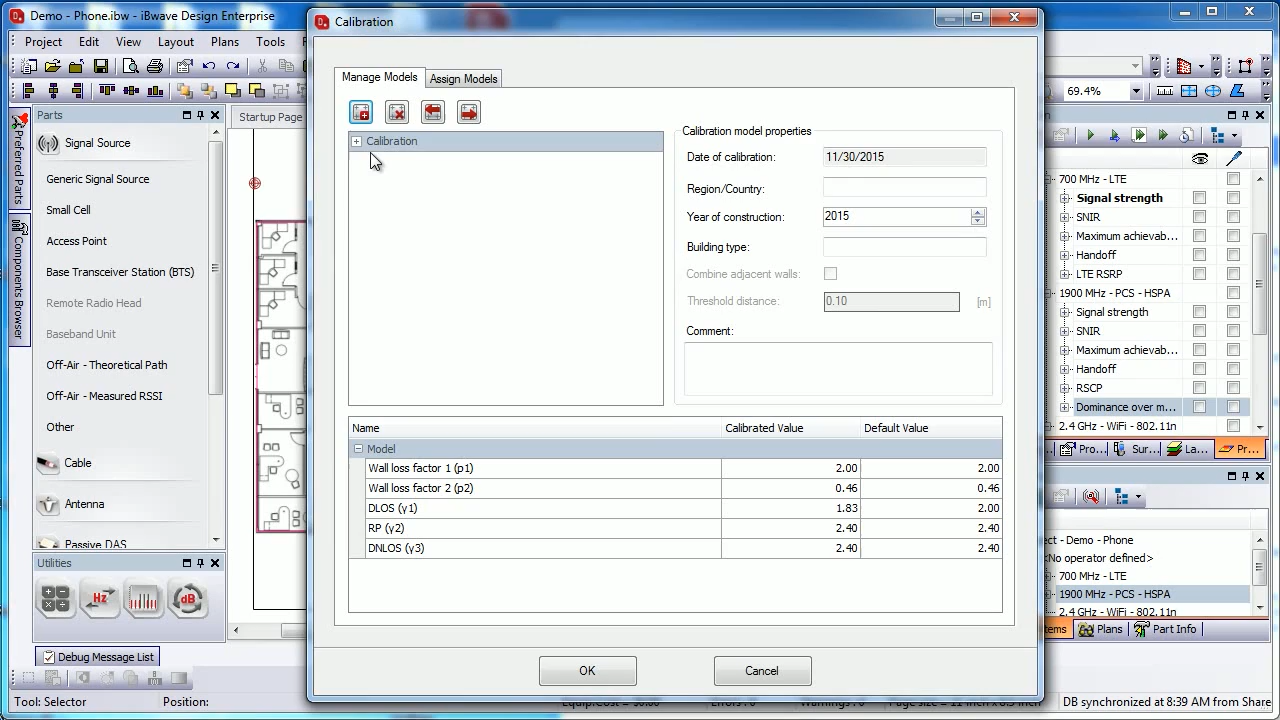 Demo - Phone.ibw - iBwave Design Enterprise
Project Edit View Layout Plans Tools
69.4%
Parts
Startup Page
Signal Source
Generic Signal Source
Small Cell
Access Point
Base Transceiver Station (BTS)
Remote Radio Head
Baseband Unit
Off-Air - Theoretical Path
Off-Air - Measured RSSI
Other
Cable
Antenna
Passive DAS
Preferred Parts
Components Browser
Utilities
Hz
dB
Debug Message List
Tool: Selector
Position:
Calibration
Manage Models
Assign Models
Calibration
Calibration model properties
Date of calibration: 11/30/2015
Region/Country:
Year of construction: 2015
Building type:
Combine adjacent walls:
Threshold distance: 0.10 [m]
Comment:
Name Calibrated Value Default Value
Model
Wall loss factor 1 (p1) 2.00 2.00
Wall loss factor 2 (p2) 0.46 0.46
DLOS (γ1) 1.83 2.00
RP (γ2) 2.40 2.40
DNLOS (γ3) 2.40 2.40
OK
Cancel
700 MHz - LTE
Signal strength
SNIR
Maximum achievab...
Handoff
LTE RSRP
1900 MHz - PCS - HSPA
Signal strength
SNIR
Maximum achievab...
Handoff
RSCP
Dominance over m...
2.4 GHz - WiFi - 802.11n
Pro... Sur... La... Pr...
ect - Demo - Phone
<No operator defined>
700 MHz - LTE
1900 MHz - PCS - HSPA
2.4 GHz - WiFi - 802.11n
tems Plans Part Info
DB synchronized at 8:39 AM from Share